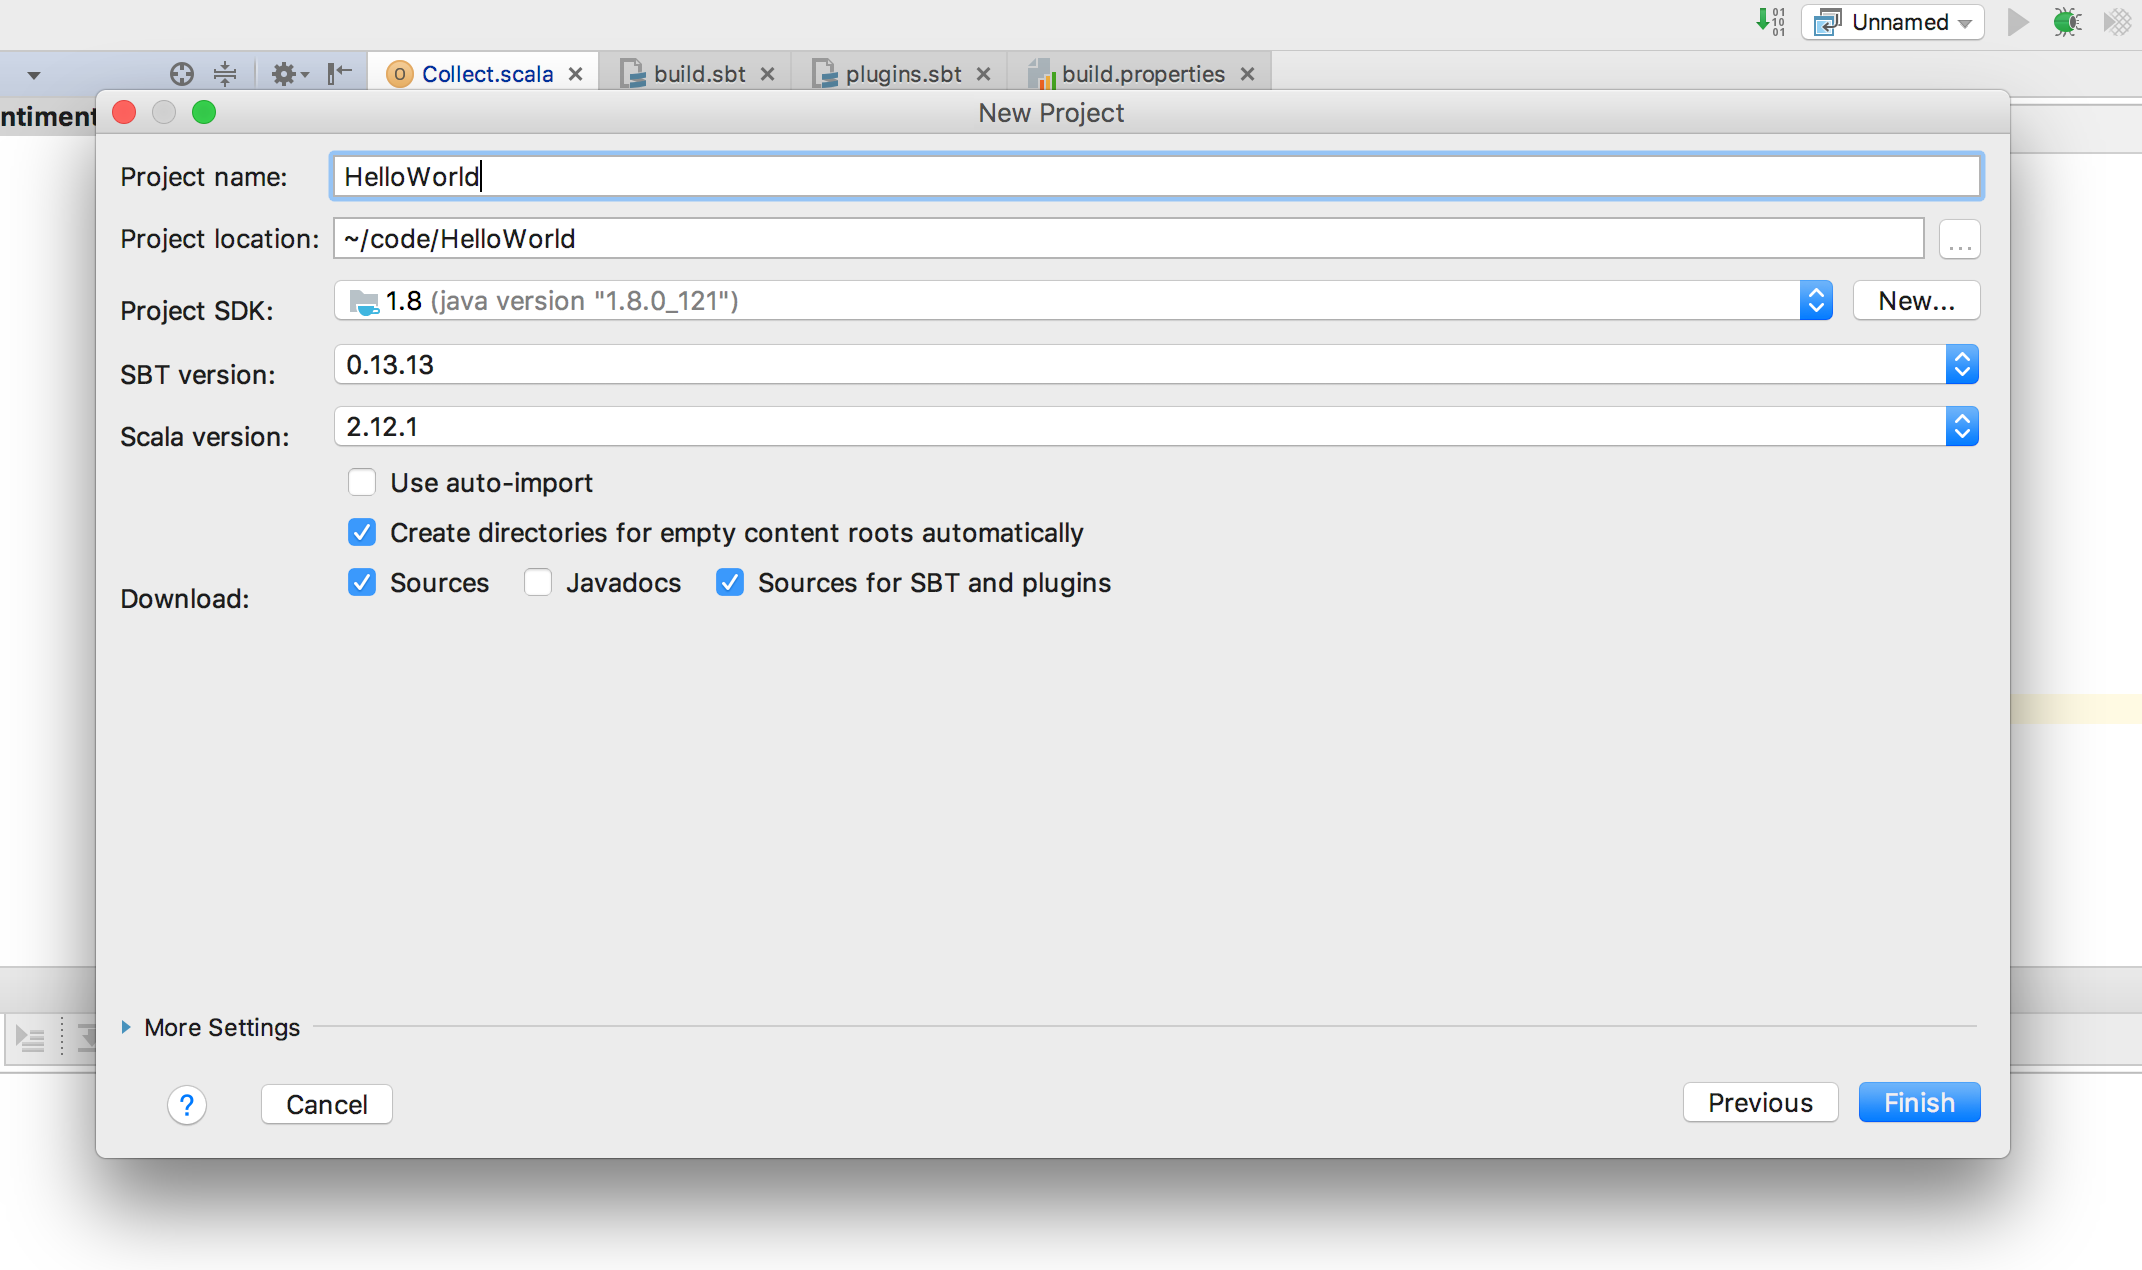 Unnamed
Collect.scala build.sbt plugins.sbt build.properties
ntiment
New Project
Project name: HelloWorld
Project location: ~/code/HelloWorld ...
Project SDK: 1.8 (java version "1.8.0_121") New...
SBT version: 0.13.13
Scala version: 2.12.1
Use auto-import
Create directories for empty content roots automatically
Download: Sources Javadocs Sources for SBT and plugins
More Settings
? Cancel Previous Finish